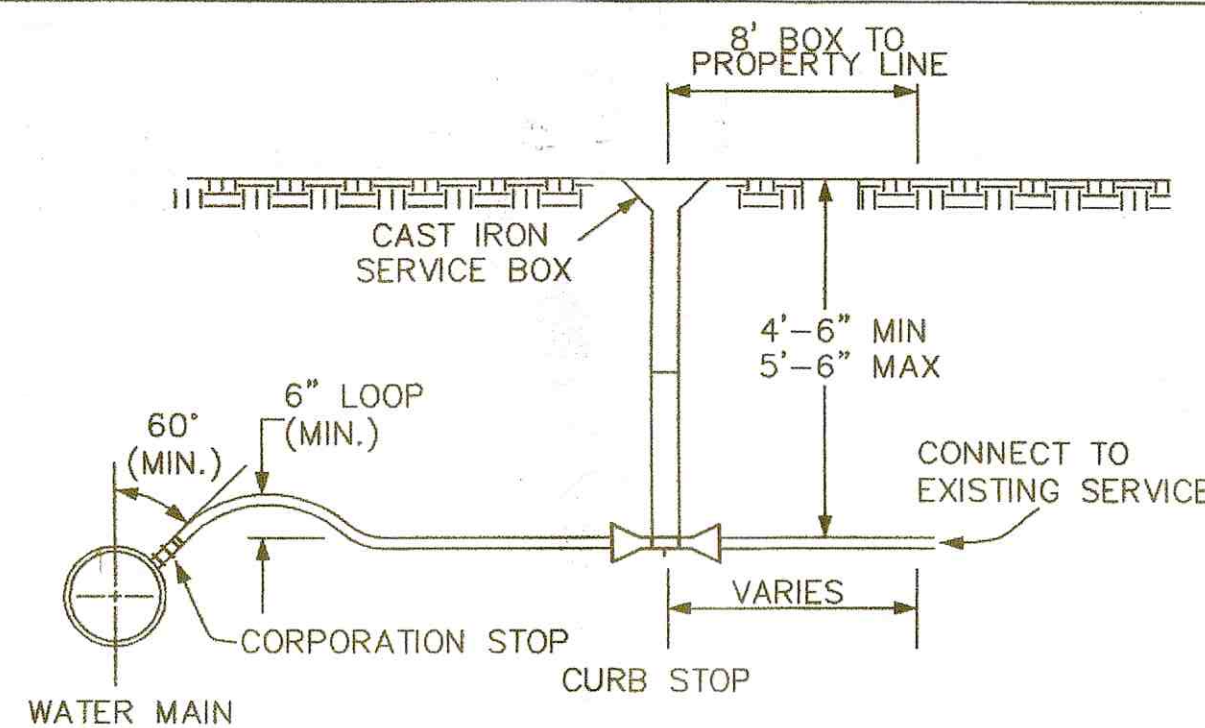 8' BOX TO
PROPERTY LINE
CAST IRON
SERVICE BOX
4'-6" MIN
5'-6" MAX
6" LOOP
(MIN.)
60°
(MIN.)
CONNECT TO
EXISTING SERVICE
VARIES
CORPORATION STOP
CURB STOP
WATER MAIN